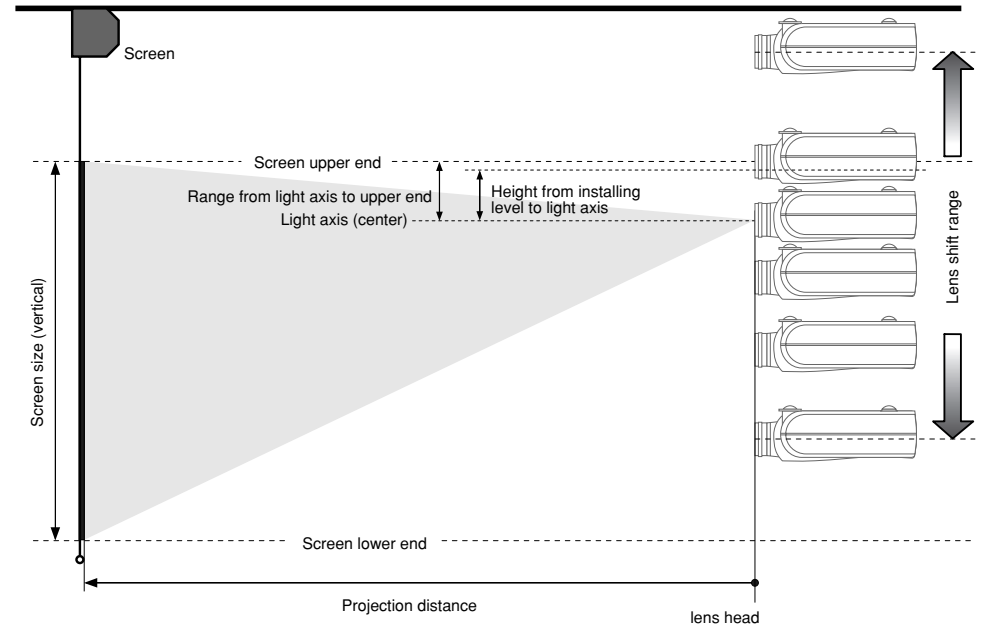 Screen
Screen upper end
Range from light axis to upper end
Height from installing
level to light axis
Light axis (center)
Screen size (vertical)
Lens shift range
Screen lower end
Projection distance
lens head